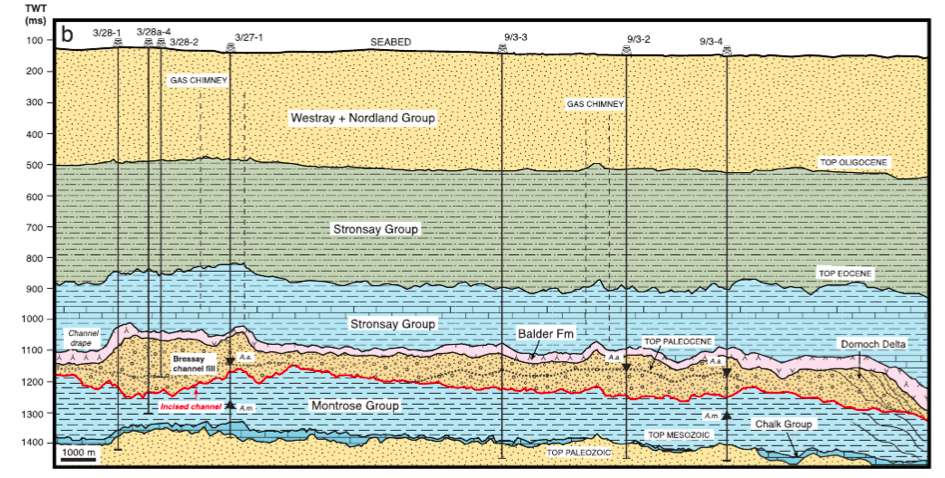 TWT
(ms)
b
3/28-1
3/28a-4
3/28-2
3/27-1
SEABED
9/3-3
9/3-2
9/3-4
100
200
300
400
500
600
700
800
900
1000
1100
1200
1300
1400
GAS CHIMNEY
GAS CHIMNEY
Westray + Nordland Group
TOP OLIGOCENE
Stronsay Group
TOP EOCENE
Stronsay Group
Channel
drape
Balder Fm
TOP PALEOCENE
Dornoch Delta
Bressay
channel fill
A.a.
A.a.
A.a.
Incised channel
A.m.
Montrose Group
A.m.
Chalk Group
TOP MESOZOIC
TOP PALEOZOIC
1000 m